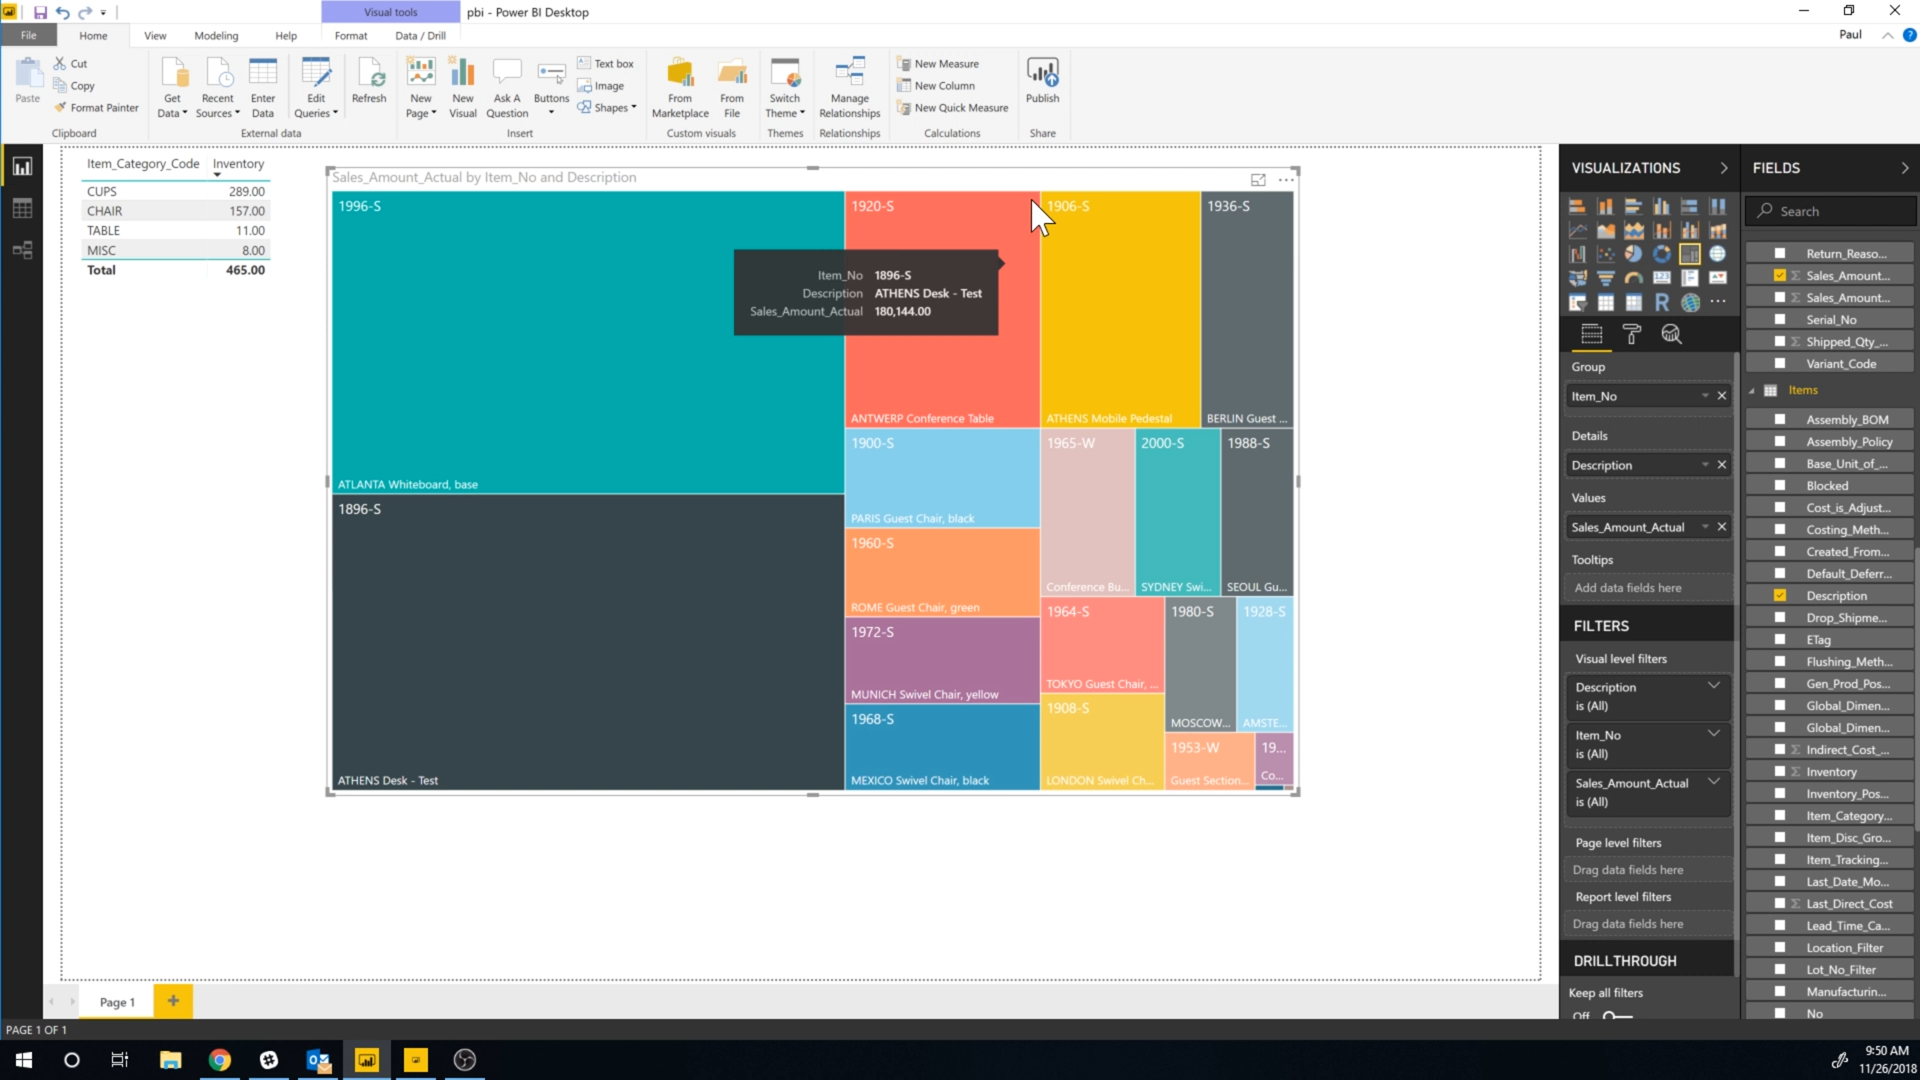 Visual tools
pbi - Power BI Desktop
File
Home
View
Modeling
Help
Format
Data / Drill
Paul
Paste
Cut
Copy
Format Painter
Clipboard
Get Data
Recent Sources
Enter Data
Edit Queries
Refresh
External data
New Page
New Visual
Ask A Question
Buttons
Text box
Image
Shapes
Insert
From Marketplace
From File
Custom visuals
Switch Theme
Themes
Manage Relationships
Relationships
New Measure
New Column
New Quick Measure
Calculations
Publish
Share
Item_Category_Code Inventory
CUPS 289.00
CHAIR 157.00
TABLE 11.00
MISC 8.00
Total 465.00
Sales_Amount_Actual by Item_No and Description
1996-S
ATLANTA Whiteboard, base
1896-S
ATHENS Desk - Test
1920-S
ANTWERP Conference Table
1906-S
ATHENS Mobile Pedestal
1936-S
BERLIN Guest ...
Item_No 1896-S
Description ATHENS Desk - Test
Sales_Amount_Actual 180,144.00
1900-S
PARIS Guest Chair, black
1960-S
ROME Guest Chair, green
1972-S
MUNICH Swivel Chair, yellow
1968-S
MEXICO Swivel Chair, black
1965-W
Conference Bu...
2000-S
SYDNEY Swi...
1988-S
SEOUL Gu...
1964-S
TOKYO Guest Chair, ...
1908-S
LONDON Swivel Ch...
1980-S
MOSCOW...
1928-S
AMSTE...
1953-W
Guest Section...
19...
Co...
VISUALIZATIONS
R
Group
Item_No
Details
Description
Values
Sales_Amount_Actual
Tooltips
Add data fields here
FILTERS
Visual level filters
Description
is (All)
Item_No
is (All)
Sales_Amount_Actual
is (All)
Page level filters
Drag data fields here
Report level filters
Drag data fields here
DRILLTHROUGH
Keep all filters
Off
FIELDS
Search
Return_Reaso...
Sales_Amount...
Sales_Amount...
Serial_No
Shipped_Qty_...
Variant_Code
Items
Assembly_BOM
Assembly_Policy
Base_Unit_of_...
Blocked
Cost_is_Adjust...
Costing_Meth...
Created_From...
Default_Deferr...
Description
Drop_Shipme...
ETag
Flushing_Meth...
Gen_Prod_Pos...
Global_Dimen...
Global_Dimen...
Indirect_Cost_...
Inventory
Inventory_Pos...
Item_Category...
Item_Disc_Gro...
Item_Tracking...
Last_Date_Mo...
Last_Direct_Cost
Lead_Time_Ca...
Location_Filter
Lot_No_Filter
Manufacturin...
No
Page 1
PAGE 1 OF 1
9:50 AM
11/26/2018